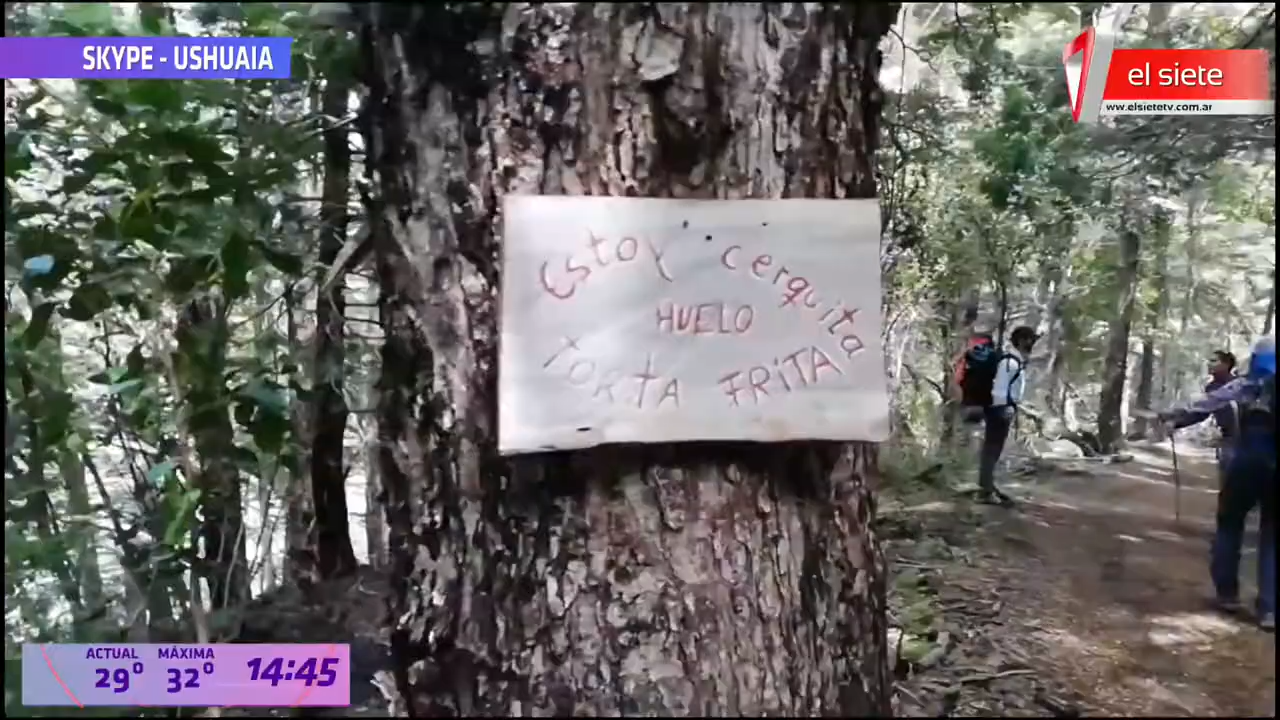 SKYPE - USHUAIA
el siete
www.elsietetv.com.ar
Estoy cerquita
HUELO
TORTA FRITA
ACTUAL MÁXIMA
29° 32° 14:45